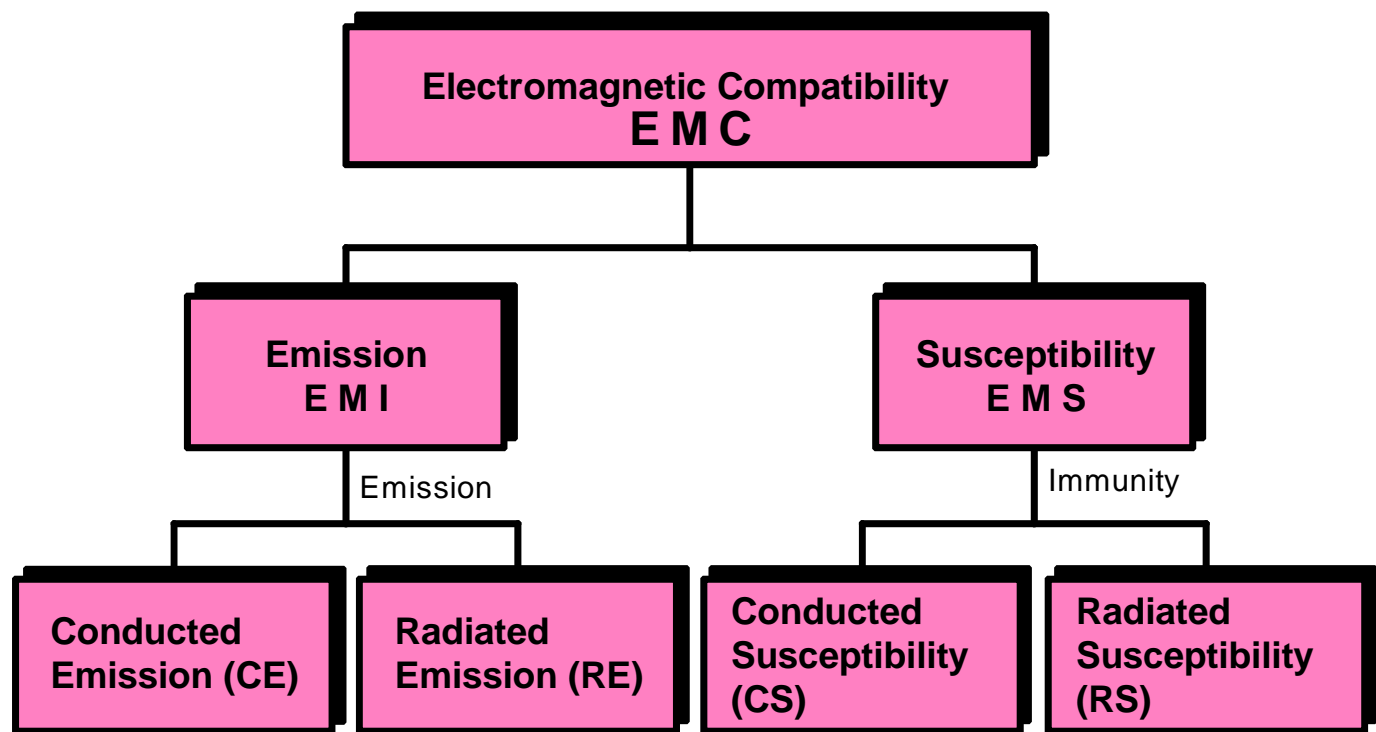 Electromagnetic Compatibility
E M C
Emission
E M I
Susceptibility
E M S
Emission
Immunity
Conducted
Emission (CE)
Radiated
Emission (RE)
Conducted
Susceptibility
(CS)
Radiated
Susceptibility
(RS)